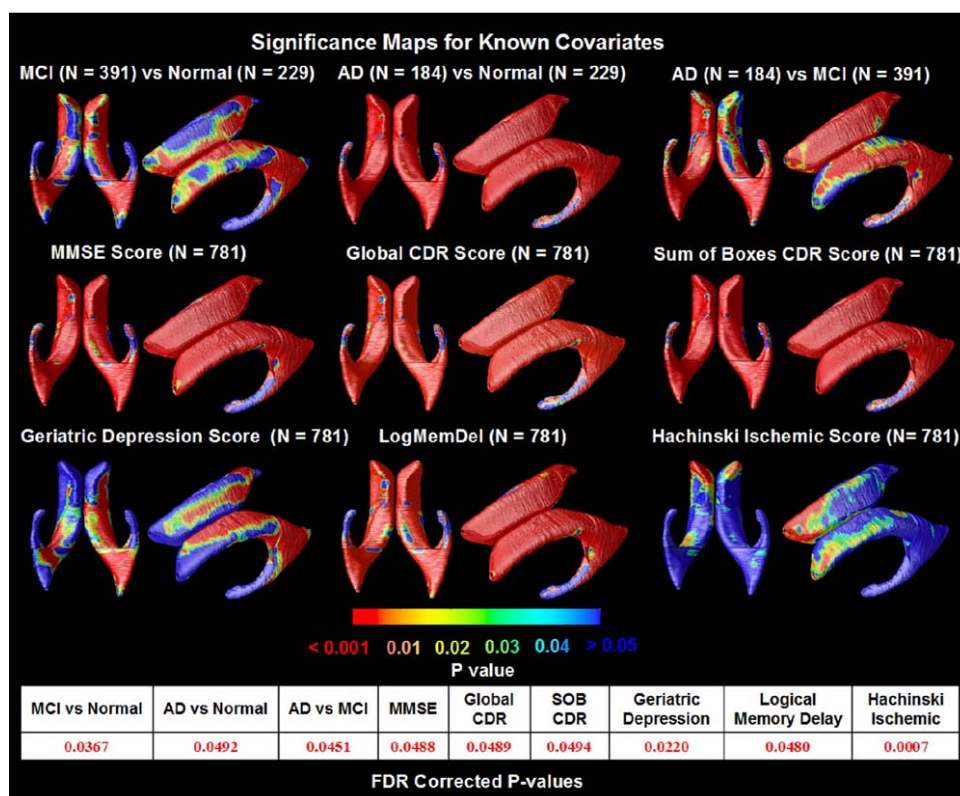 Significance Maps for Known Covariates
MCI (N = 391) vs Normal (N = 229)
AD (N = 184) vs Normal (N = 229)
AD (N = 184) vs MCI (N = 391)
MMSE Score (N = 781)
Global CDR Score (N = 781)
Sum of Boxes CDR Score (N = 781)
Geriatric Depression Score (N = 781)
LogMemDel (N = 781)
Hachinski Ischemic Score (N= 781)
< 0.001 0.01 0.02 0.03 0.04 > 0.05
P value
MCI vs Normal AD vs Normal AD vs MCI MMSE Global CDR SOB CDR Geriatric Depression Logical Memory Delay Hachinski Ischemic
0.0367 0.0492 0.0451 0.0488 0.0489 0.0494 0.0220 0.0480 0.0007
FDR Corrected P-values